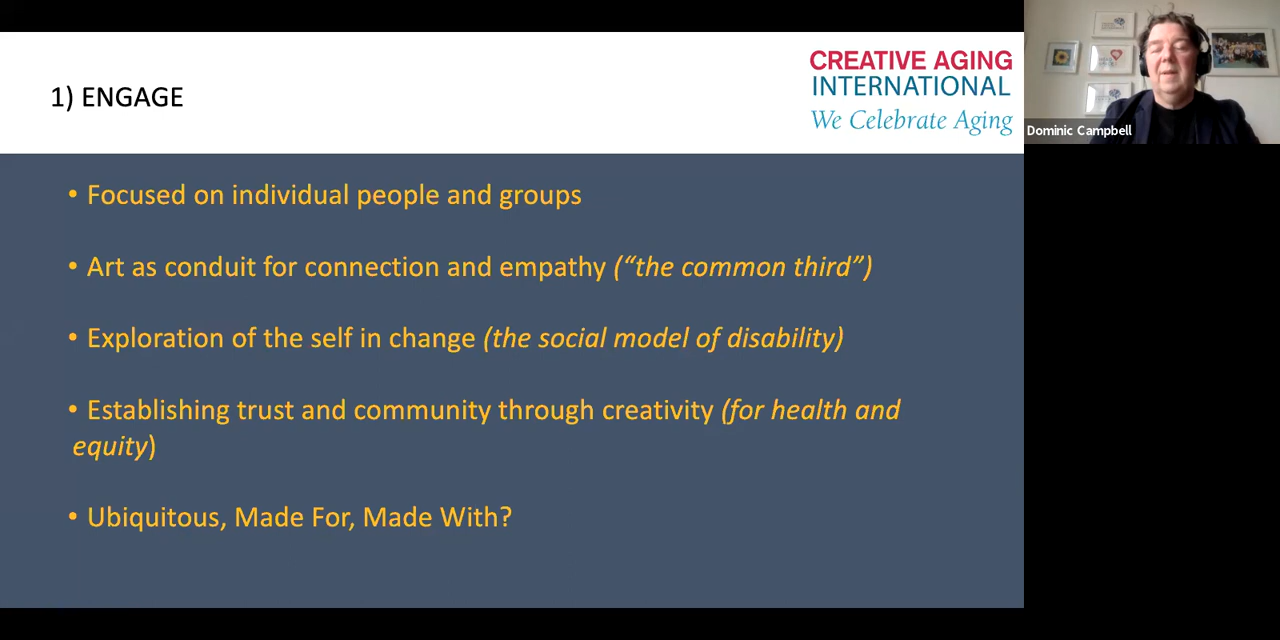 1) ENGAGE
CREATIVE AGING
INTERNATIONAL
We Celebrate Aging
Dominic Campbell
• Focused on individual people and groups
• Art as conduit for connection and empathy (“the common third”)
• Exploration of the self in change (the social model of disability)
• Establishing trust and community through creativity (for health and
equity)
• Ubiquitous, Made For, Made With?